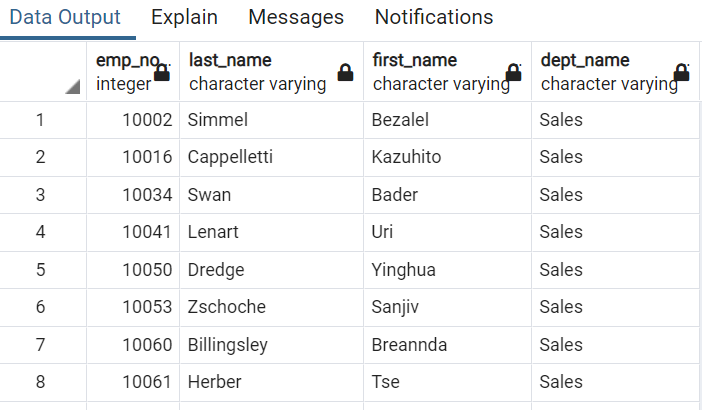 Data Output Explain Messages Notifications
emp_no last_name first_name dept_name
integer character varying character varying character varying
1 10002 Simmel Bezalel Sales
2 10016 Cappelletti Kazuhito Sales
3 10034 Swan Bader Sales
4 10041 Lenart Uri Sales
5 10050 Dredge Yinghua Sales
6 10053 Zschoche Sanjiv Sales
7 10060 Billingsley Breannda Sales
8 10061 Herber Tse Sales